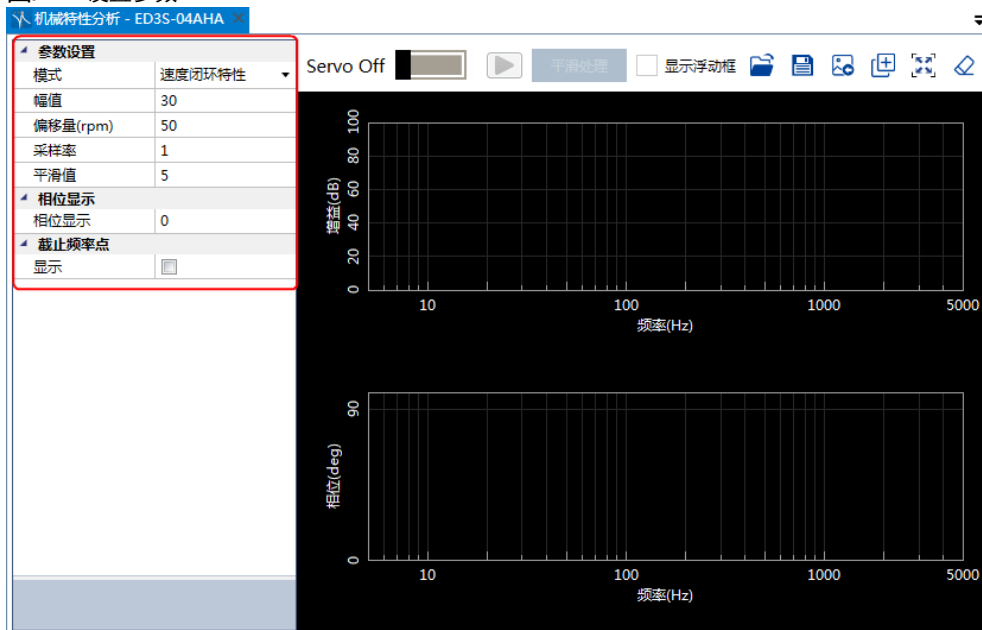 机械特性分析 - ED3S-04AHA ×
参数设置
模式 速度闭环特性
幅值 30
偏移量(rpm) 50
采样率 1
平滑值 5
相位显示
相位显示 0
截止频率点
显示
Servo Off 平滑处理 显示浮动框
100
80
60
40
20
0
增益(dB)
10 100 1000 5000
频率(Hz)
90
0
相位(deg)
10 100 1000 5000
频率(Hz)